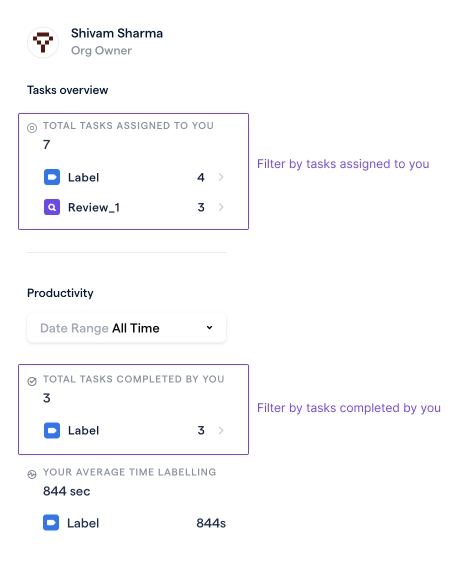 Shivam Sharma
Org Owner
Tasks overview
TOTAL TASKS ASSIGNED TO YOU
7
Filter by tasks assigned to you
Label 4
Review_1 3
Productivity
Date Range All Time
TOTAL TASKS COMPLETED BY YOU
3
Filter by tasks completed by you
Label 3
YOUR AVERAGE TIME LABELLING
844 sec
Label 844s